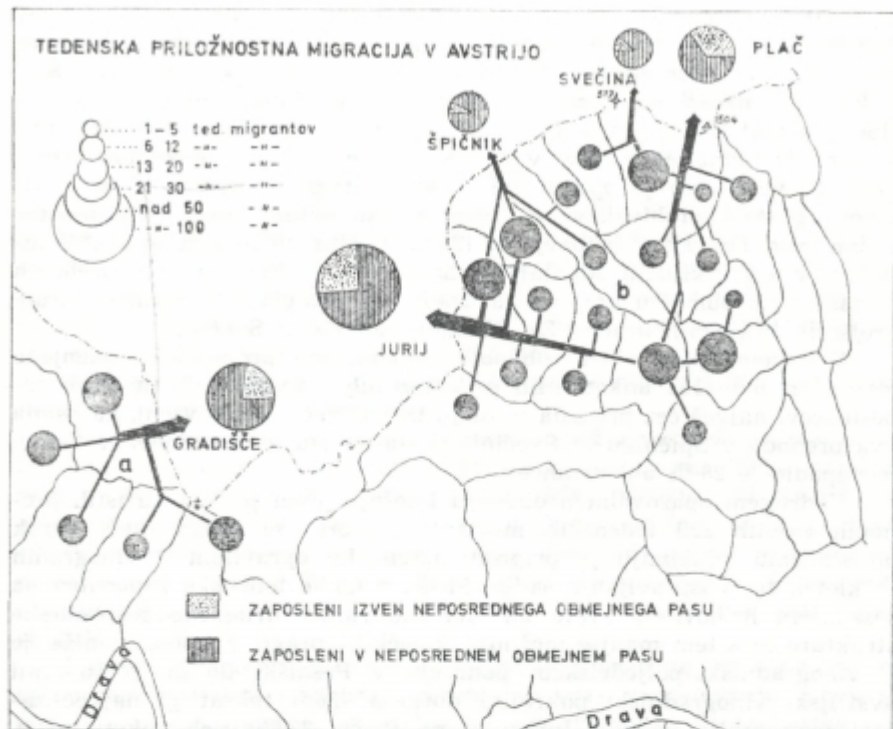 TEDENSKA PRILOŽNOSTNA MIGRACIJA V AVSTRIJO
PLAČ
SVEČINA
ŠPIČNIK
1-5 ted. migrantov
6 12 -〃- -〃-
13 20 -〃- -〃-
21 30 -〃- -〃-
nad 50 -〃-
-〃- 100 -〃-
b
JURIJ
GRADIŠČE
a
ZAPOSLENI IZVEN NEPOSREDNEGA OBMEJNEGA PASU
ZAPOSLENI V NEPOSREDNEM OBMEJNEM PASU
Drava
Drava